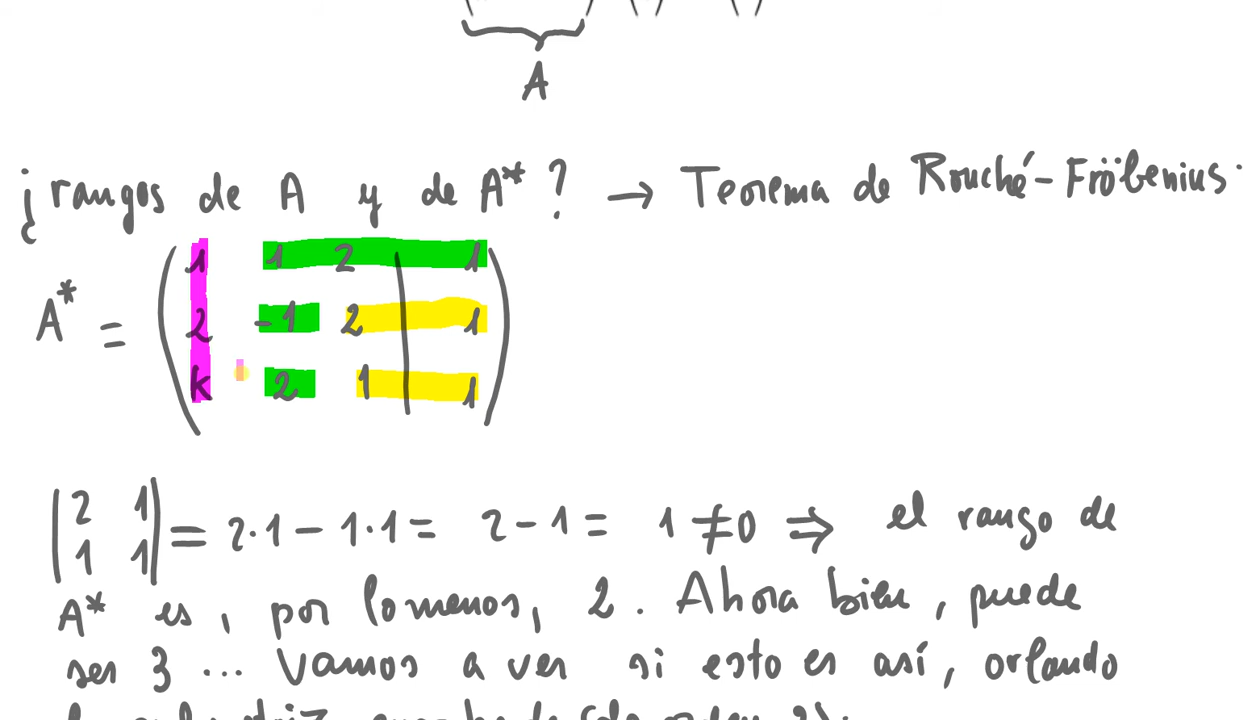 A
¿rangos de A y de A* ? → Teorema de Rouché-Fröbenius.
1 1 2 | 1
A* = 2 -1 2 | 1
k 2 1 | 1
|2 1|
|1 1| = 2·1 - 1·1 = 2 - 1 = 1 ≠ 0 ⇒ el rango de
A* es, por lo menos, 2. Ahora bien, puede
ser 3 ... Vamos a ver si esto es así, orlando